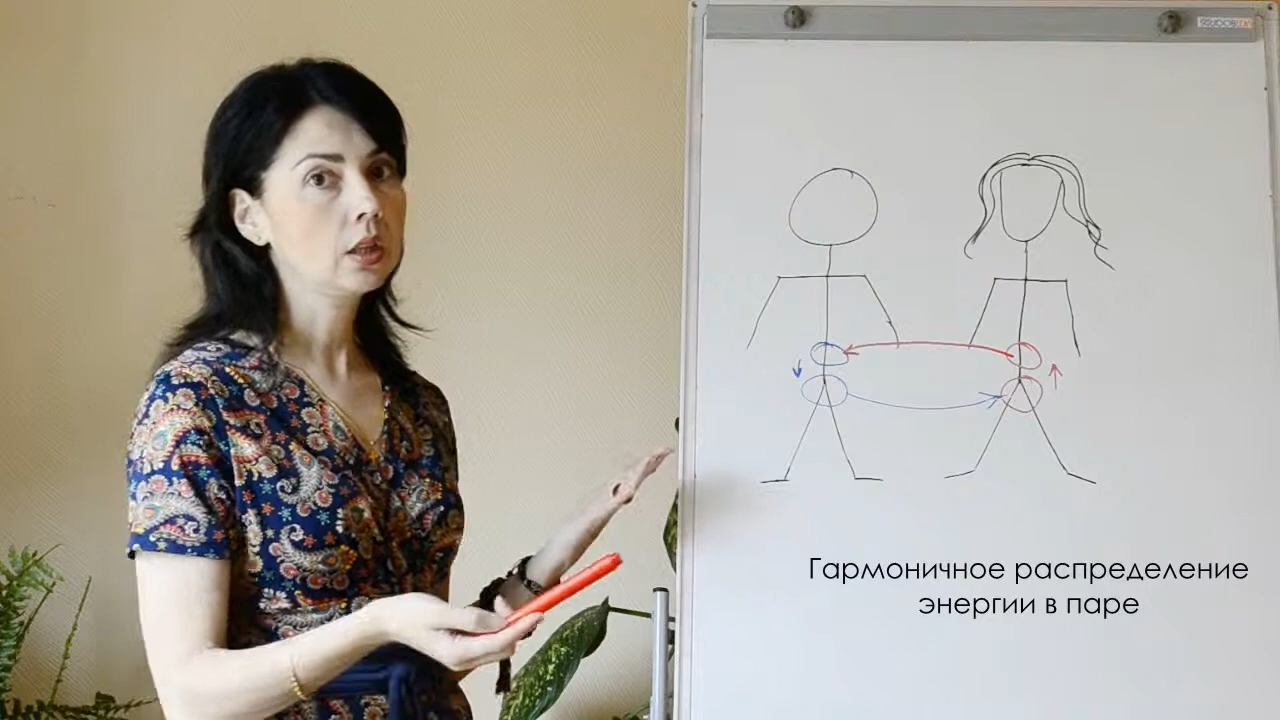 Гармоничное распределение
энергии в паре